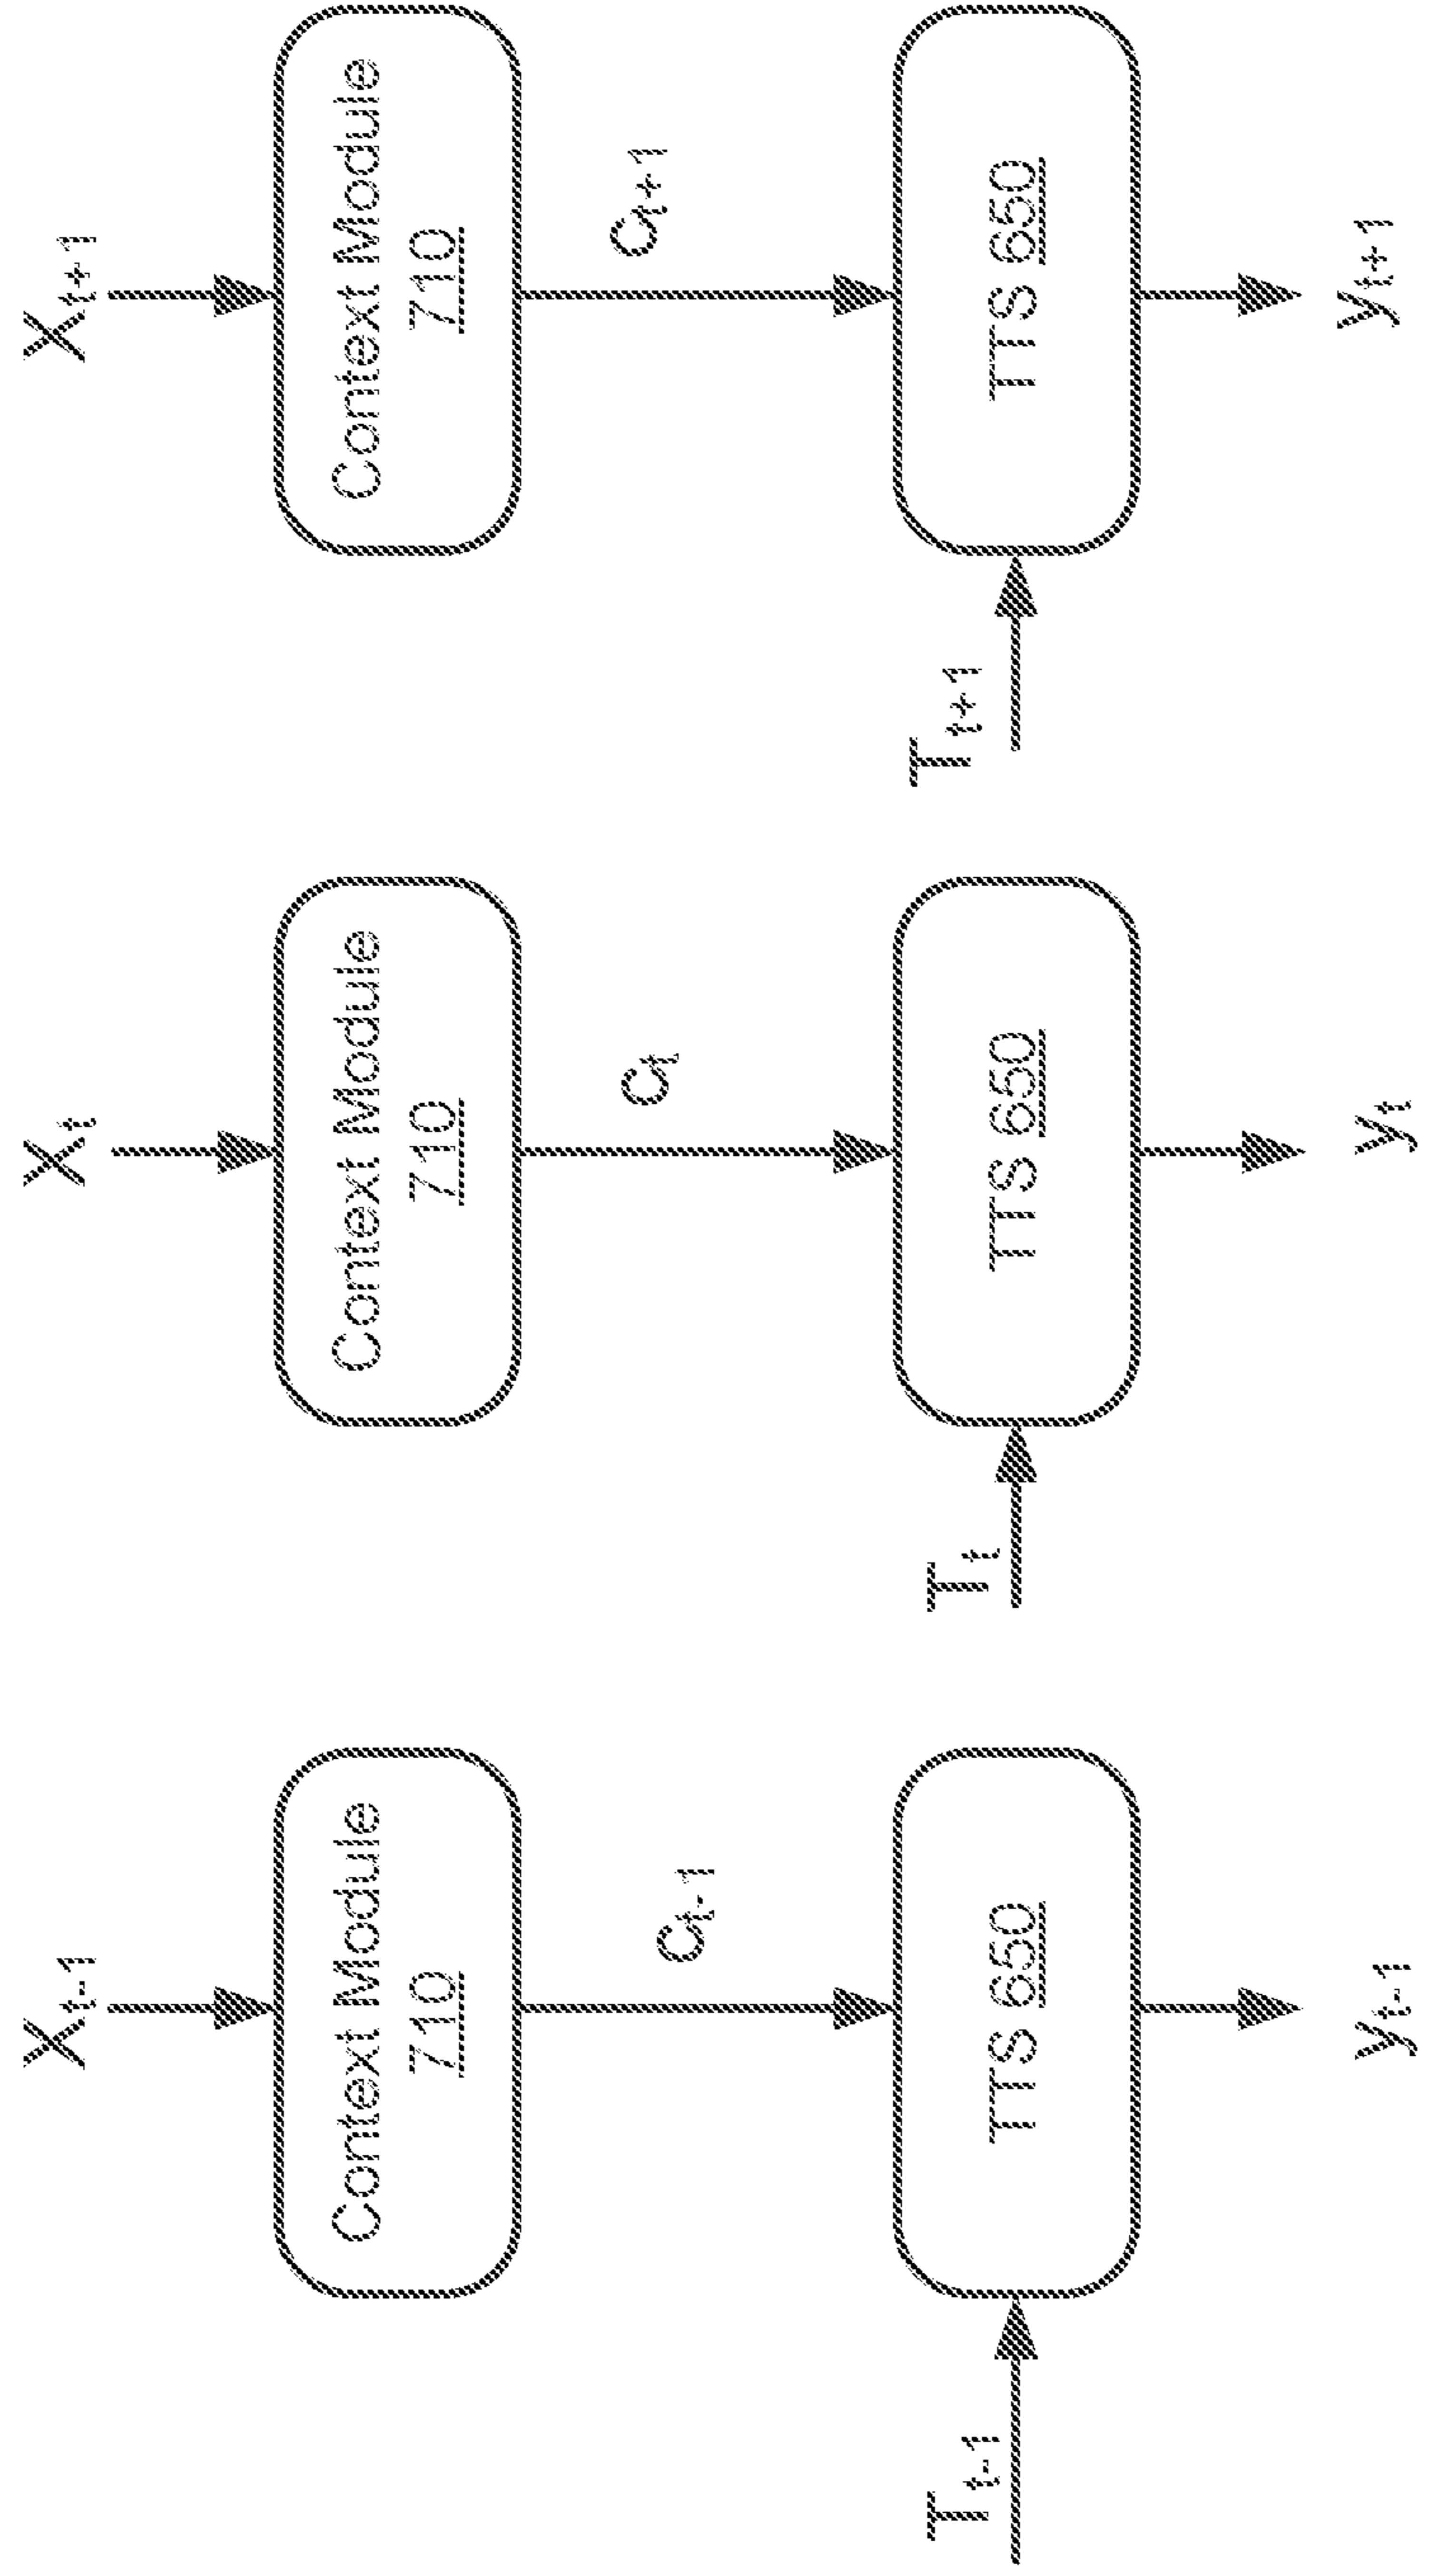 X_{t-1}
X_t
X_{t+1}
Context Module
710
Context Module
710
Context Module
710
C_{t-1}
C_t
C_{t+1}
T_{t-1}
TTS 650
T_t
TTS 650
T_{t+1}
TTS 650
y_{t-1}
y_t
y_{t+1}